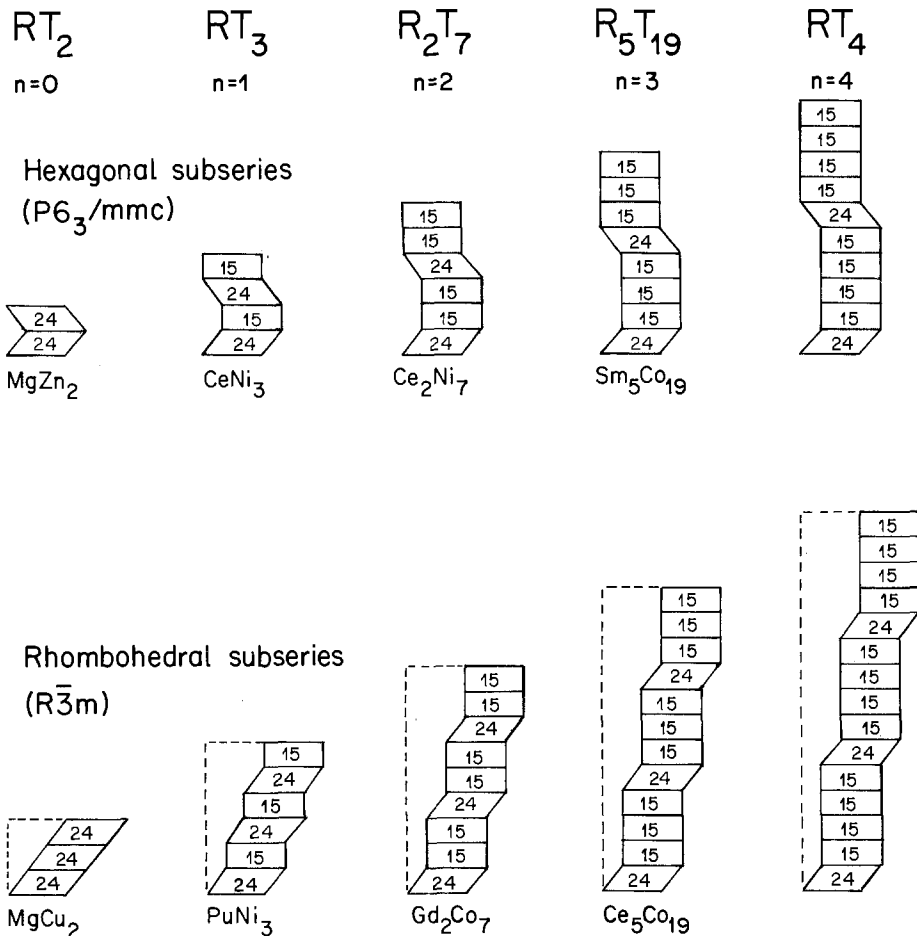 RT₂ RT₃ R₂T₇ R₅T₁₉ RT₄
n=0 n=1 n=2 n=3 n=4
15
15
Hexagonal subseries 15 15
15 15
(P6₃/mmc) 15 15 24
15 24 15
15 24 15 15
24 15 15 15
24 15 15 15 15
24 24 24 24 24
MgZn₂ CeNi₃ Ce₂Ni₇ Sm₅Co₁₉
15
15
15
15 15
15 24
Rhombohedral subseries 15 15
(R3̅m) 15 24 15
15 15 15
24 15 15
15 15 15 24
24 15 24 15
15 24 15 15
24 24 15 15 15
24 15 15 15 15
24 24 24 24 24
MgCu₂ PuNi₃ Gd₂Co₇ Ce₅Co₁₉